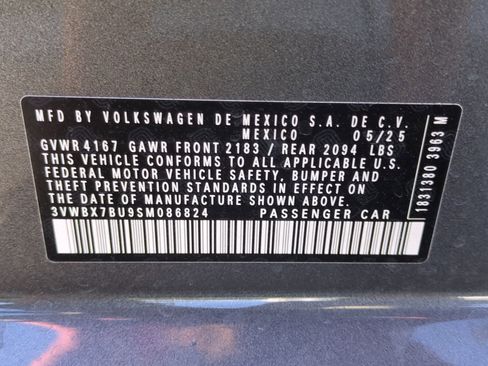 MFD BY VOLKSWAGEN DE MEXICO S.A. DE C.V.
MEXICO 05/25
GVWR 4167 GAWR FRONT 2183 / REAR 2094 LBS
THIS VEHICLE CONFORMS TO ALL APPLICABLE
FEDERAL MOTOR VEHICLE SAFETY, BUMPER AND
THEFT PREVENTION STANDARDS IN EFFECT ON
THE DATE OF MANUFACTURE SHOWN ABOVE.
3VWBX7BU9SM086824 PASSENGER CAR
1831380 3963 M